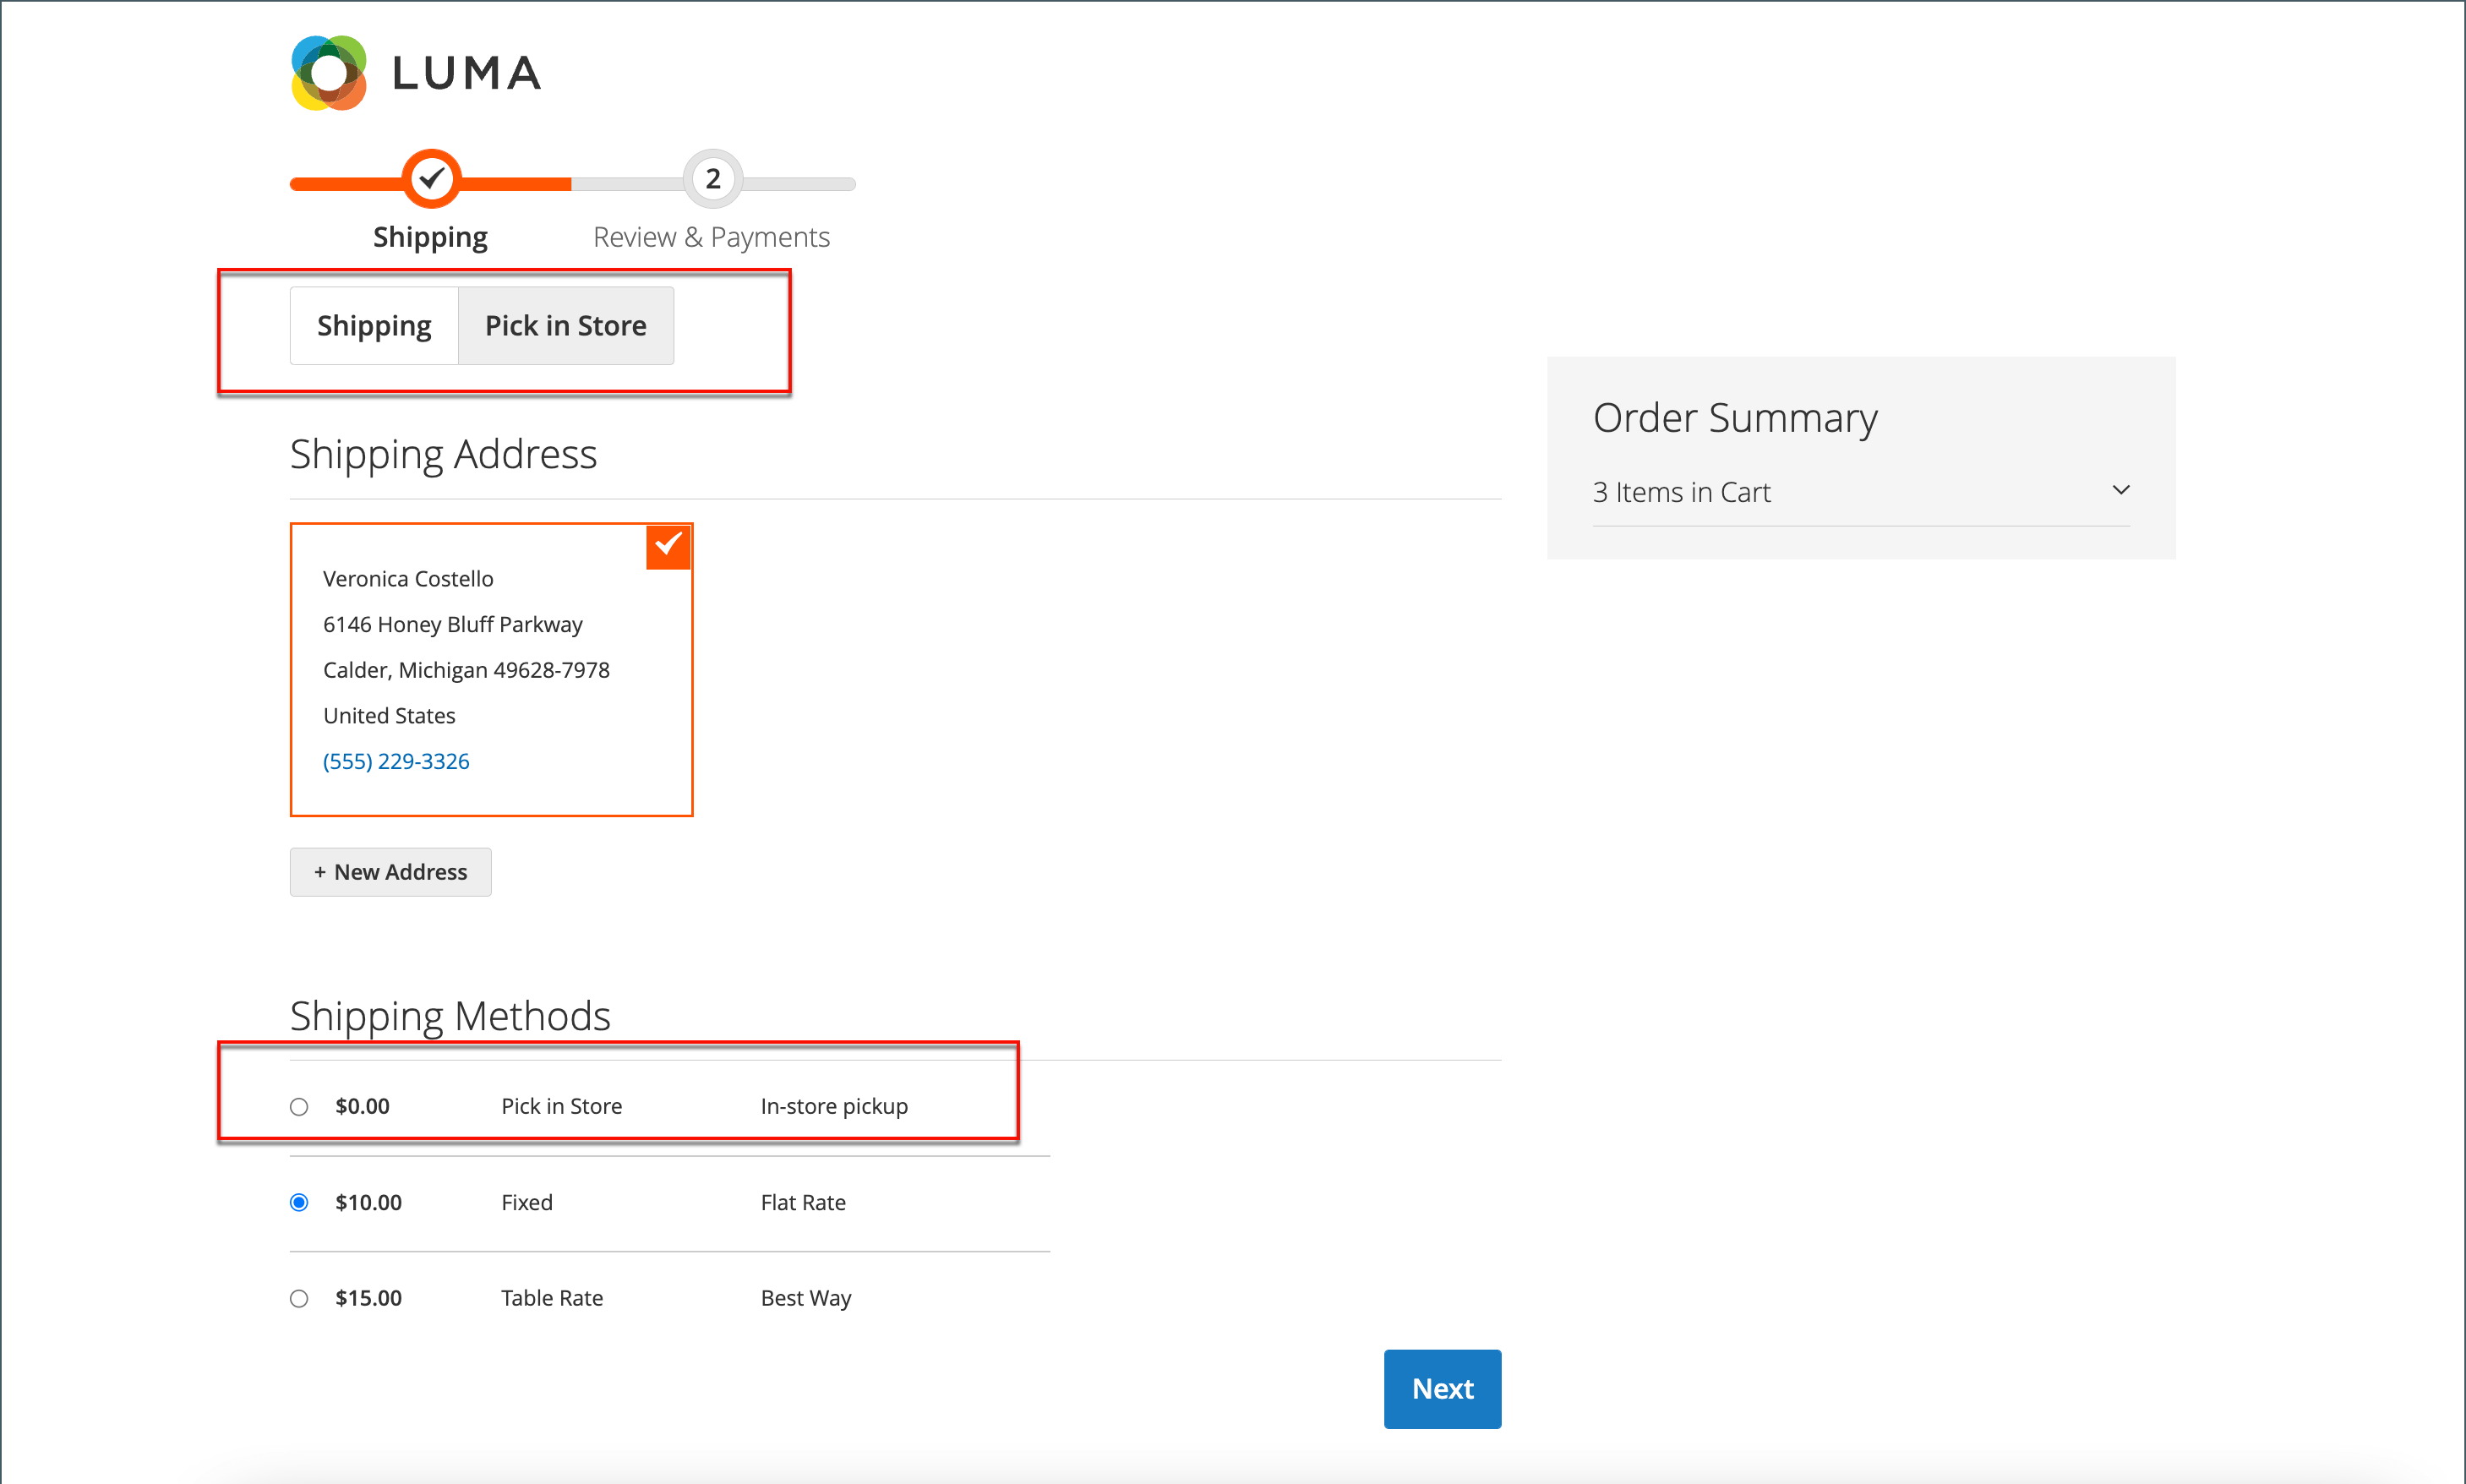 LUMA
2
Shipping Review & Payments
Shipping Pick in Store
Order Summary
3 Items in Cart
Shipping Address
Veronica Costello
6146 Honey Bluff Parkway
Calder, Michigan 49628-7978
United States
(555) 229-3326
+ New Address
Shipping Methods
$0.00 Pick in Store In-store pickup
$10.00 Fixed Flat Rate
$15.00 Table Rate Best Way
Next